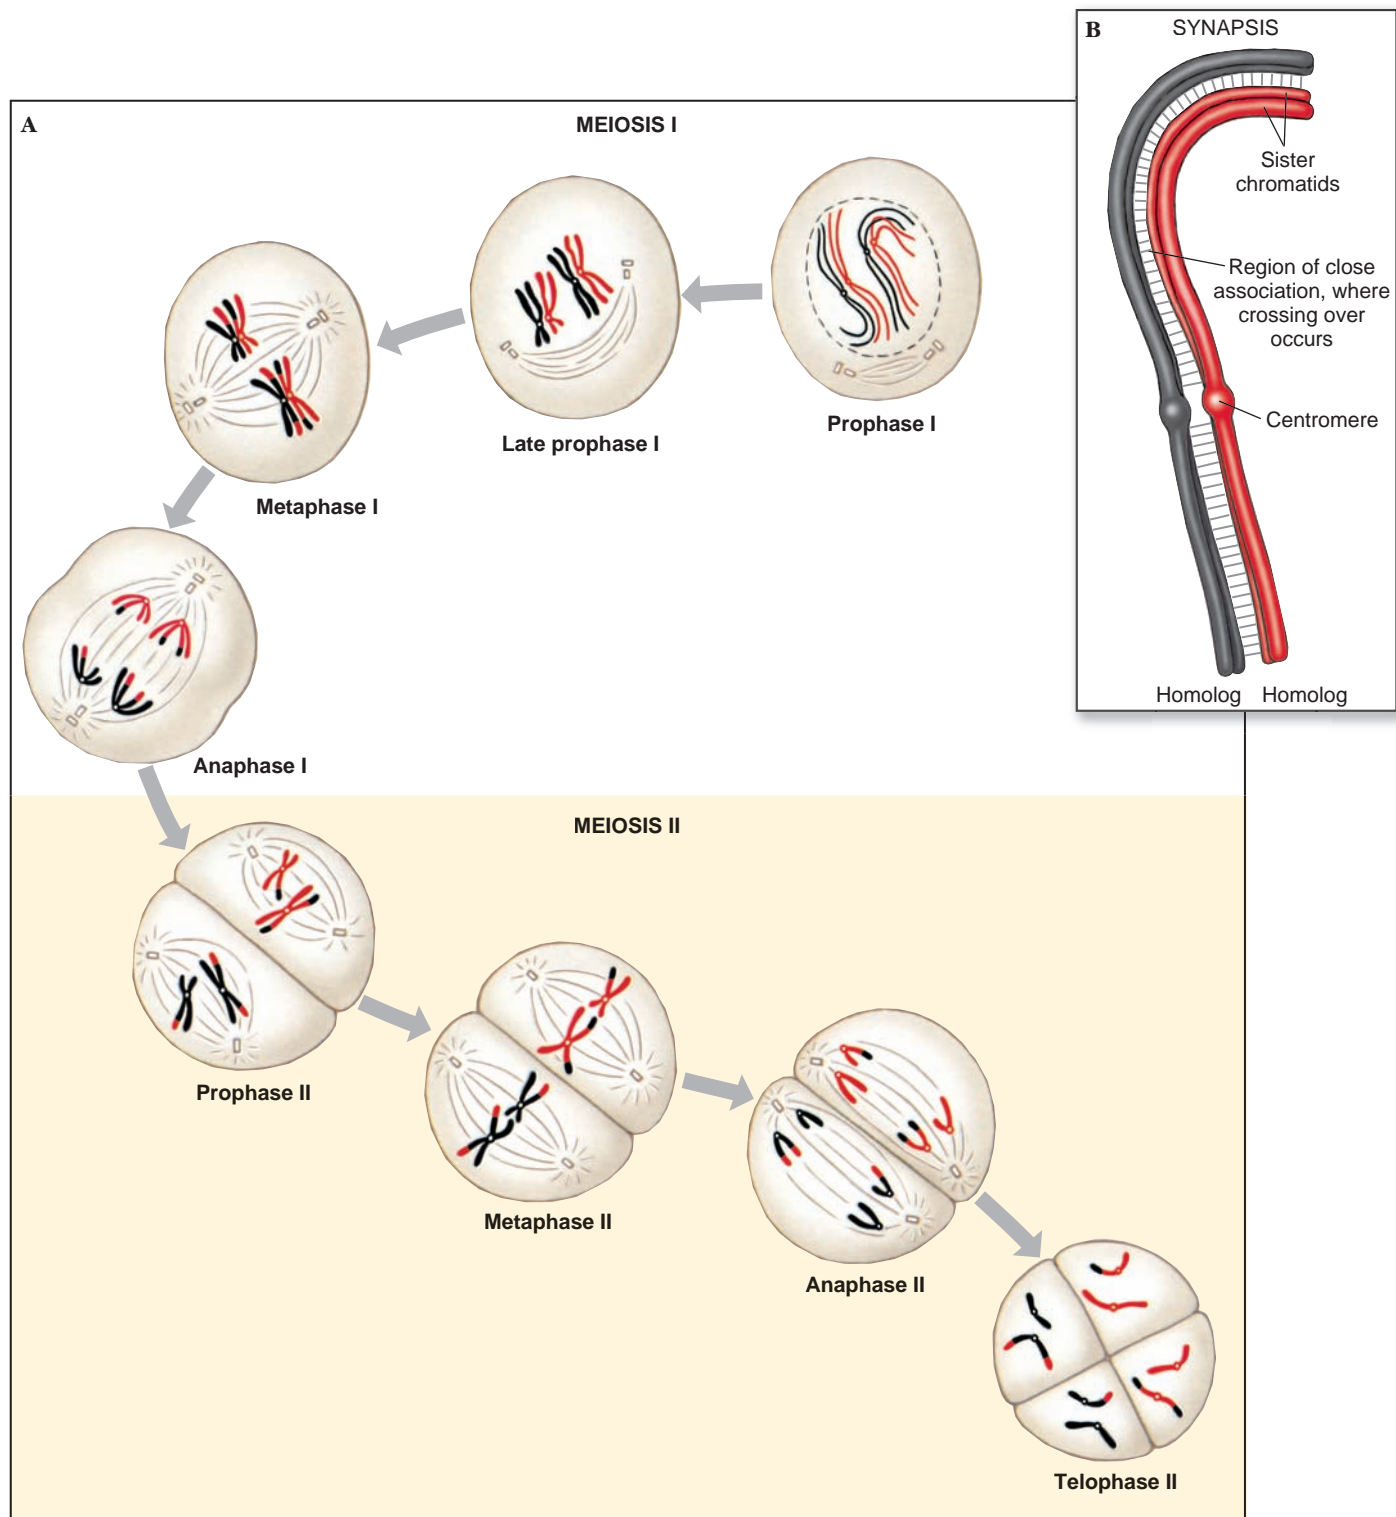 A
MEIOSIS I
Prophase I
Late prophase I
Metaphase I
Anaphase I
MEIOSIS II
Prophase II
Metaphase II
Anaphase II
Telophase II
B
SYNAPSIS
Sister
chromatids
Region of close
association, where
crossing over
occurs
Centromere
Homolog Homolog